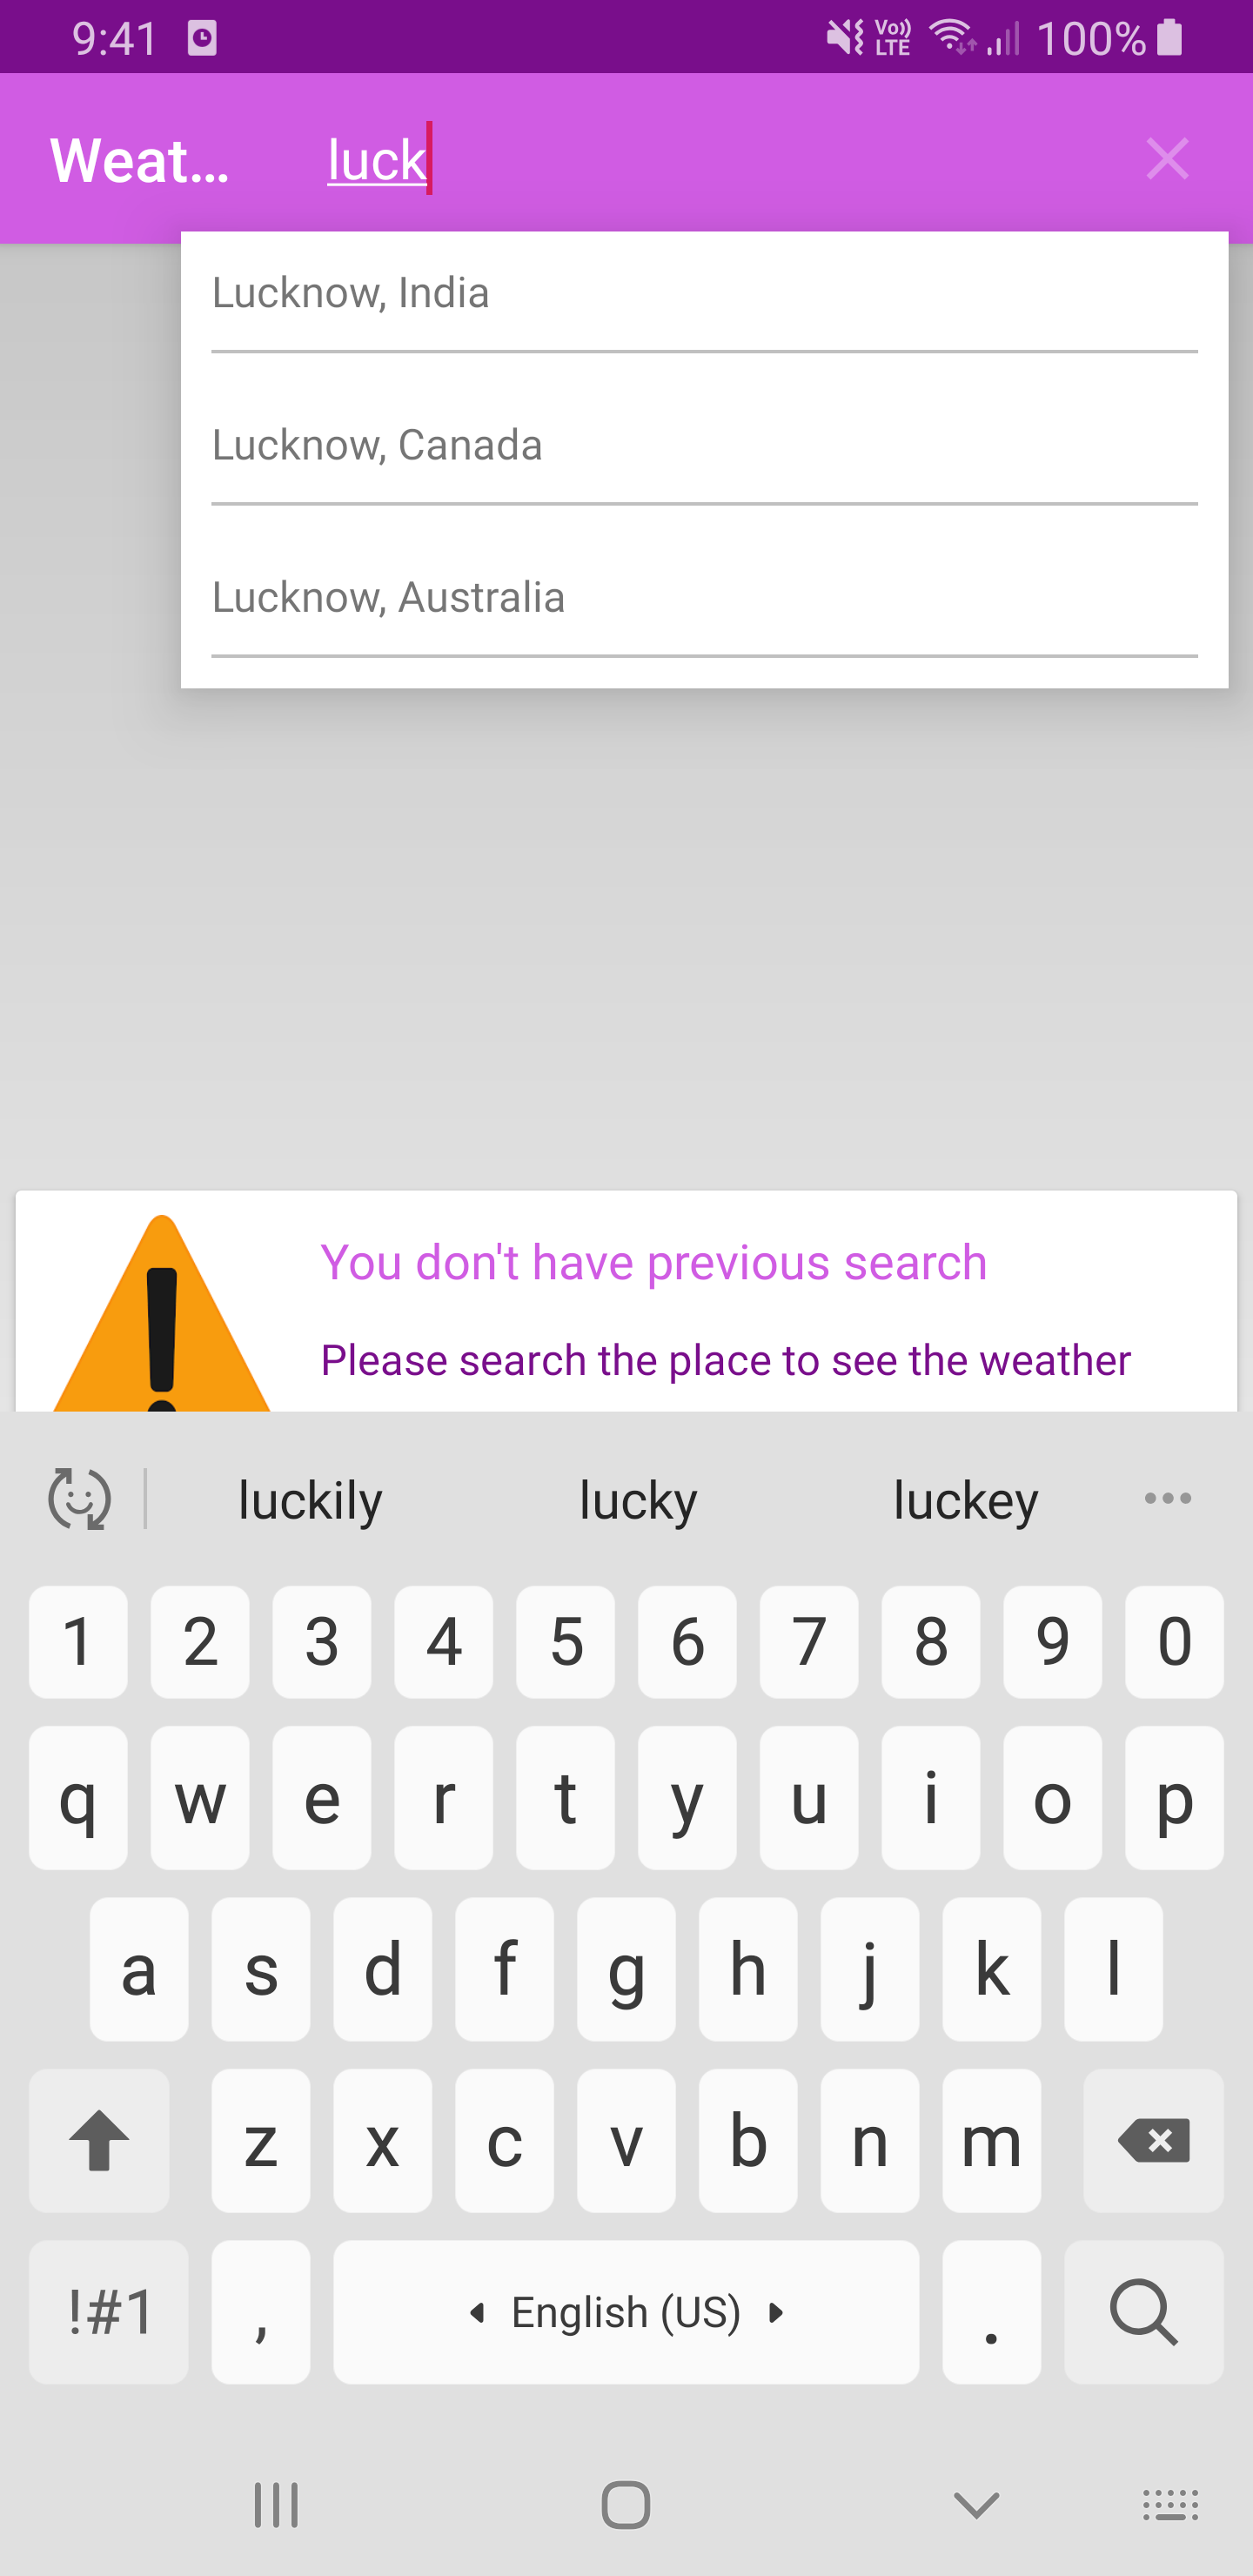 9:41 Vo)) LTE 100%
Weat... luck
Lucknow, India
Lucknow, Canada
Lucknow, Australia
You don't have previous search
Please search the place to see the weather
luckily lucky luckey
1 2 3 4 5 6 7 8 9 0
q w e r t y u i o p
a s d f g h j k l
z x c v b n m
!#1 , English (US) .